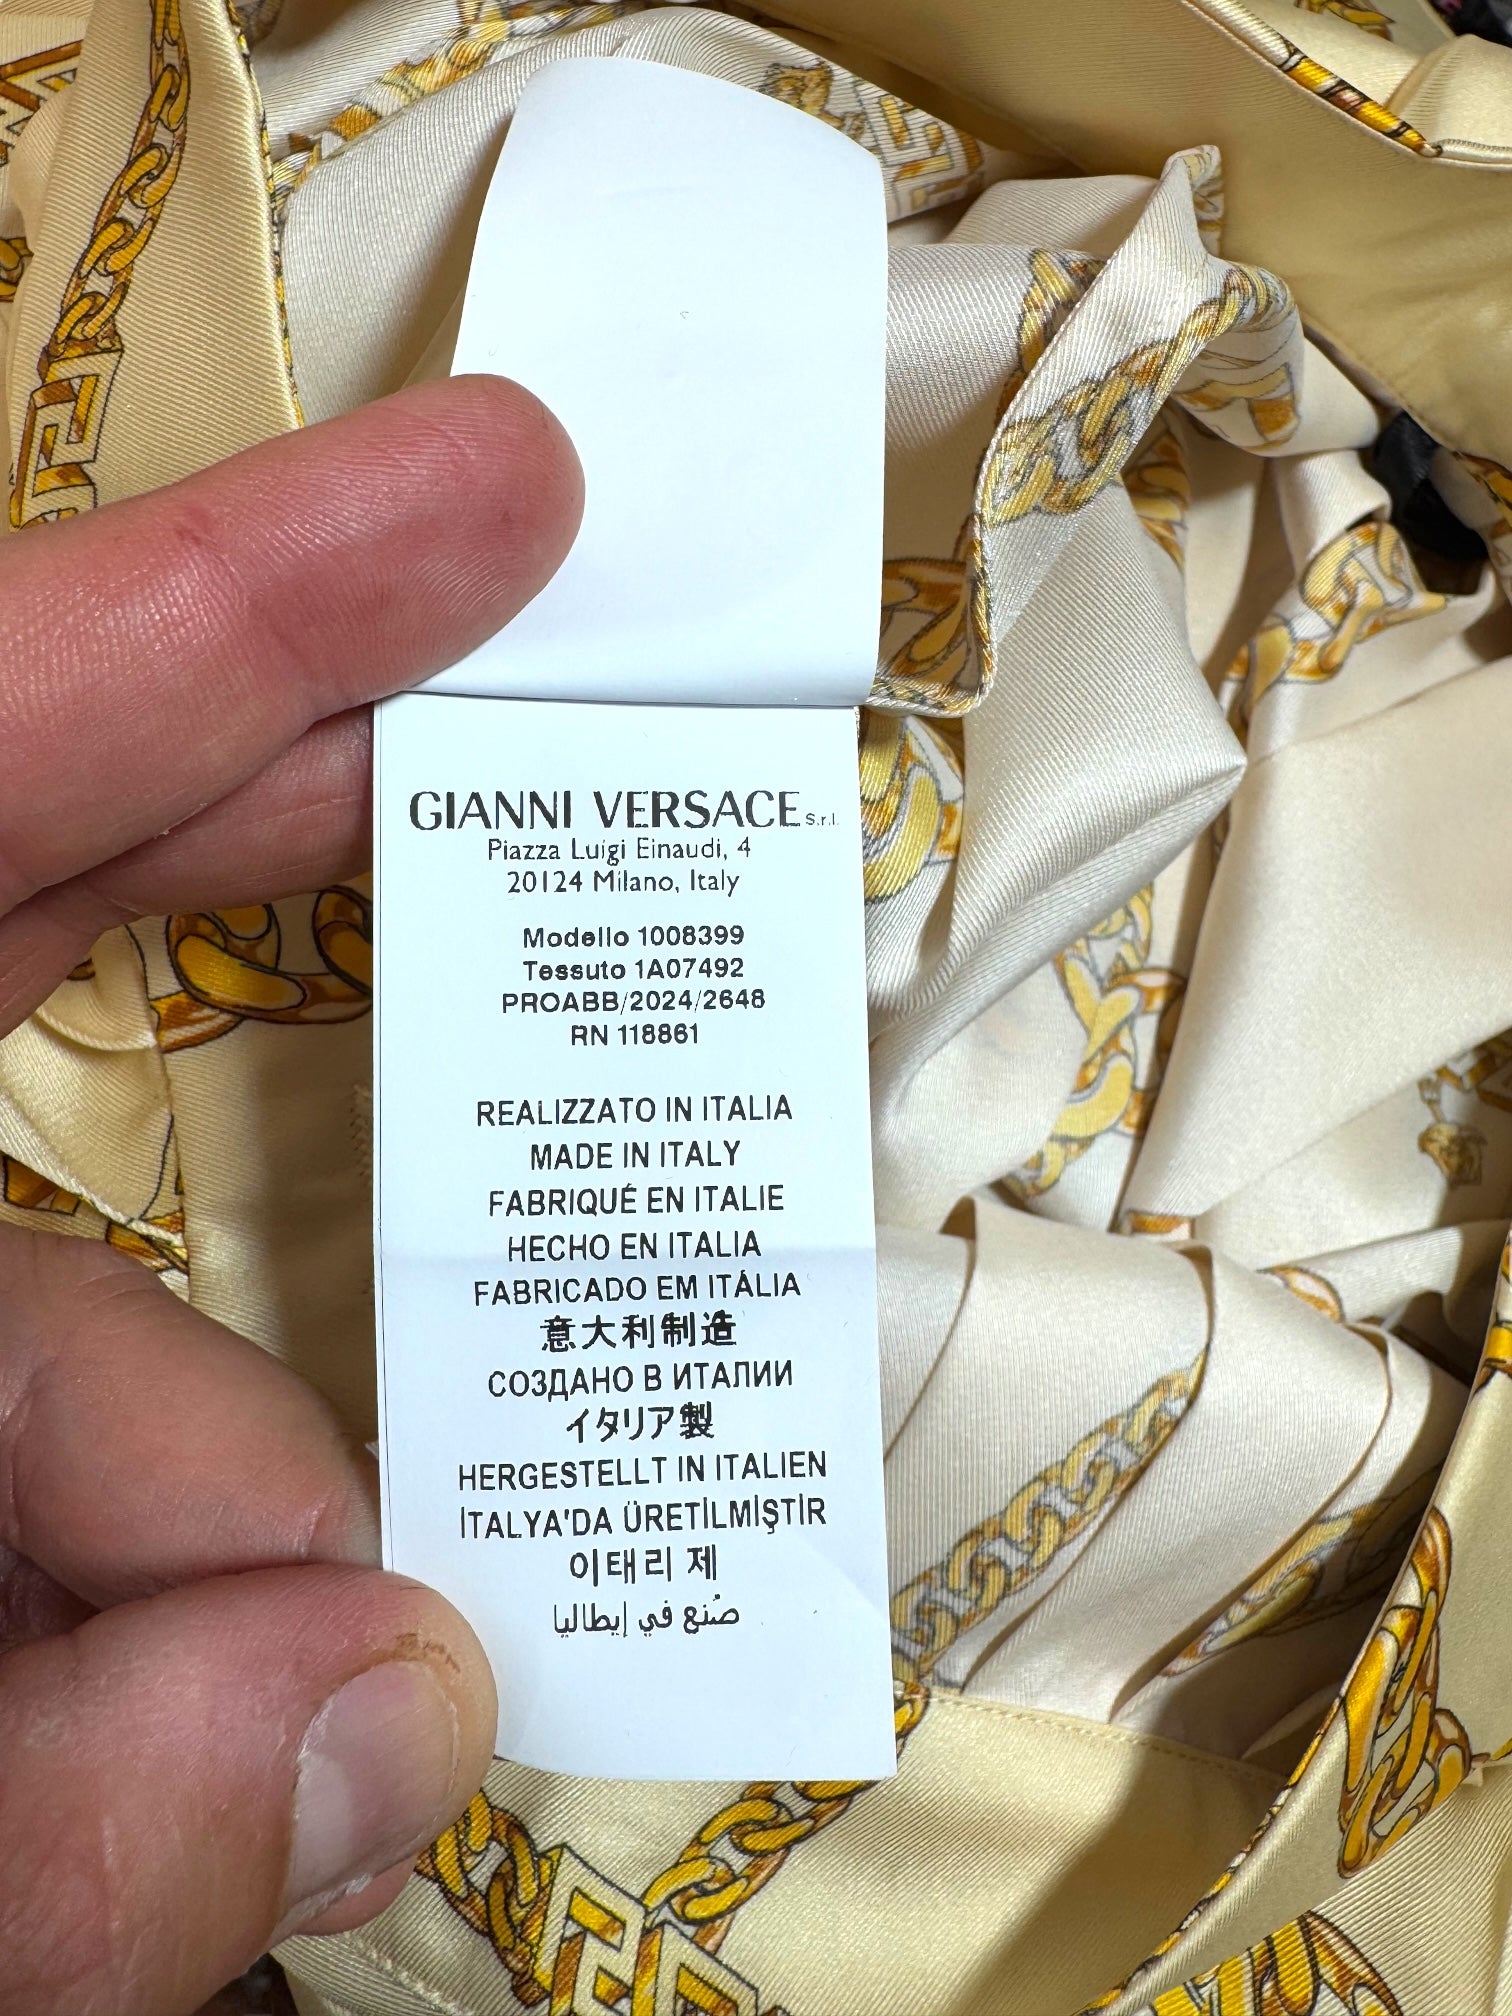 GIANNI VERSACE S.r.l.
Piazza Luigi Einaudi, 4
20124 Milano, Italy
Modello 1008399
Tessuto 1A07492
PROABB/2024/2648
RN 118861
REALIZZATO IN ITALIA
MADE IN ITALY
FABRIQUÉ EN ITALIE
HECHO EN ITALIA
FABRICADO EM ITÁLIA
意大利制造
СОЗДАНО В ИТАЛИИ
イタリア製
HERGESTELLT IN ITALIEN
İTALYA'DA ÜRETİLMİŞTİR
이태리 제
صُنع في إيطاليا